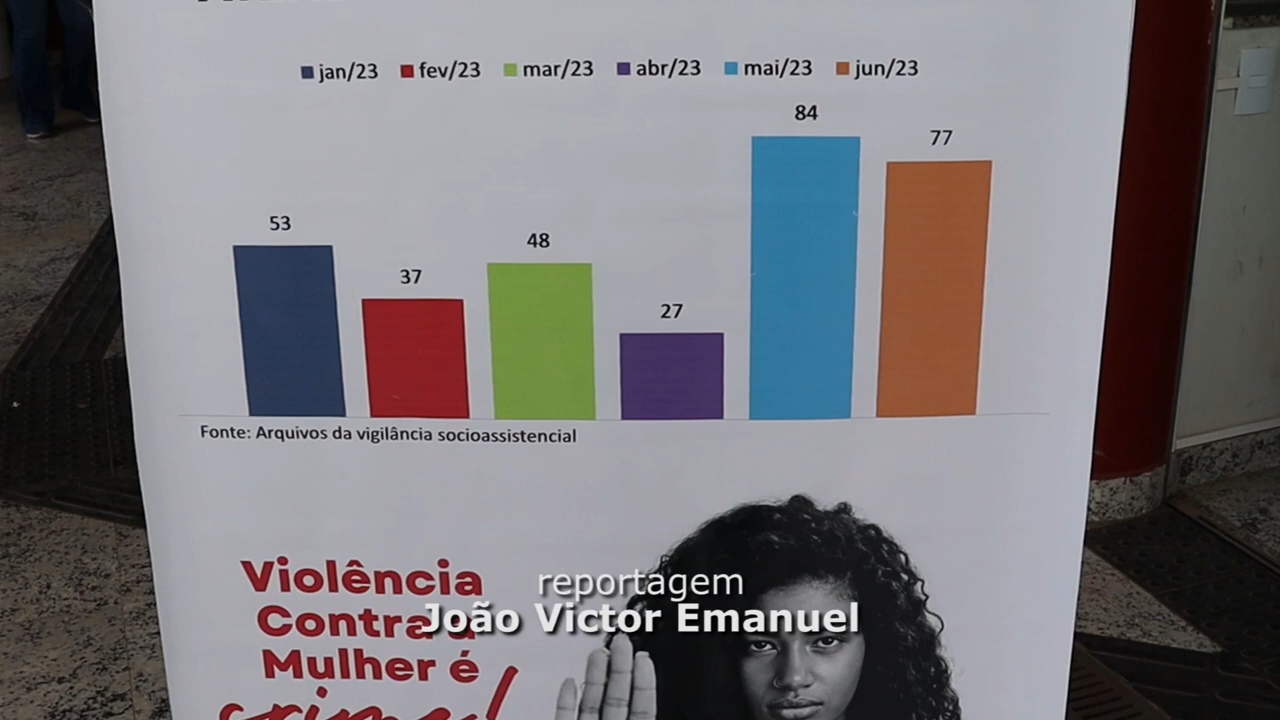 jan/23 fev/23 mar/23 abr/23 mai/23 jun/23
84
77
53
48
37
27
Fonte: Arquivos da vigilância socioassistencial
Violência
Contra a
Mulher é
crime!
reportagem
João Victor Emanuel